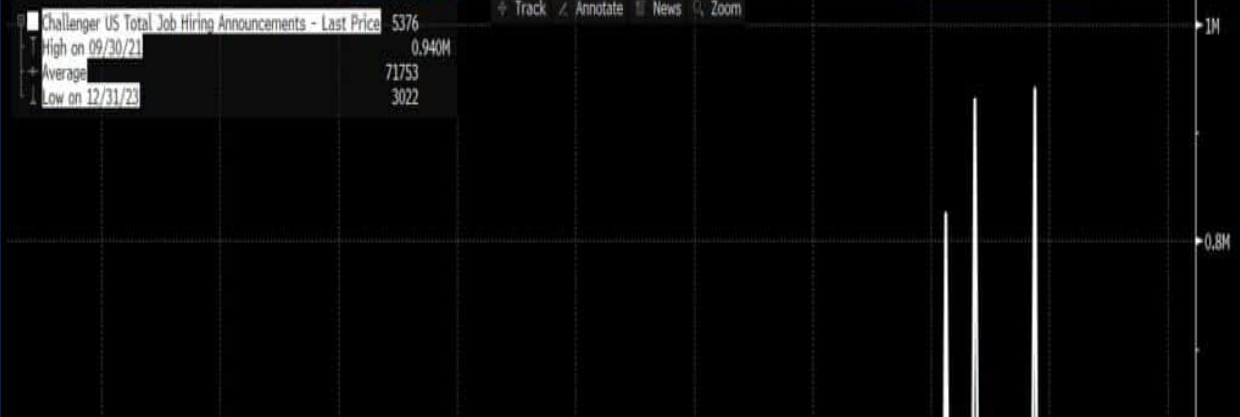 Track Annotate News Zoom
Challenger US Total Job Hiring Announcements - Last Price 5376
High on 09/30/21 0.940M
Average 71753
Low on 12/31/23 3022
1M
0.8M